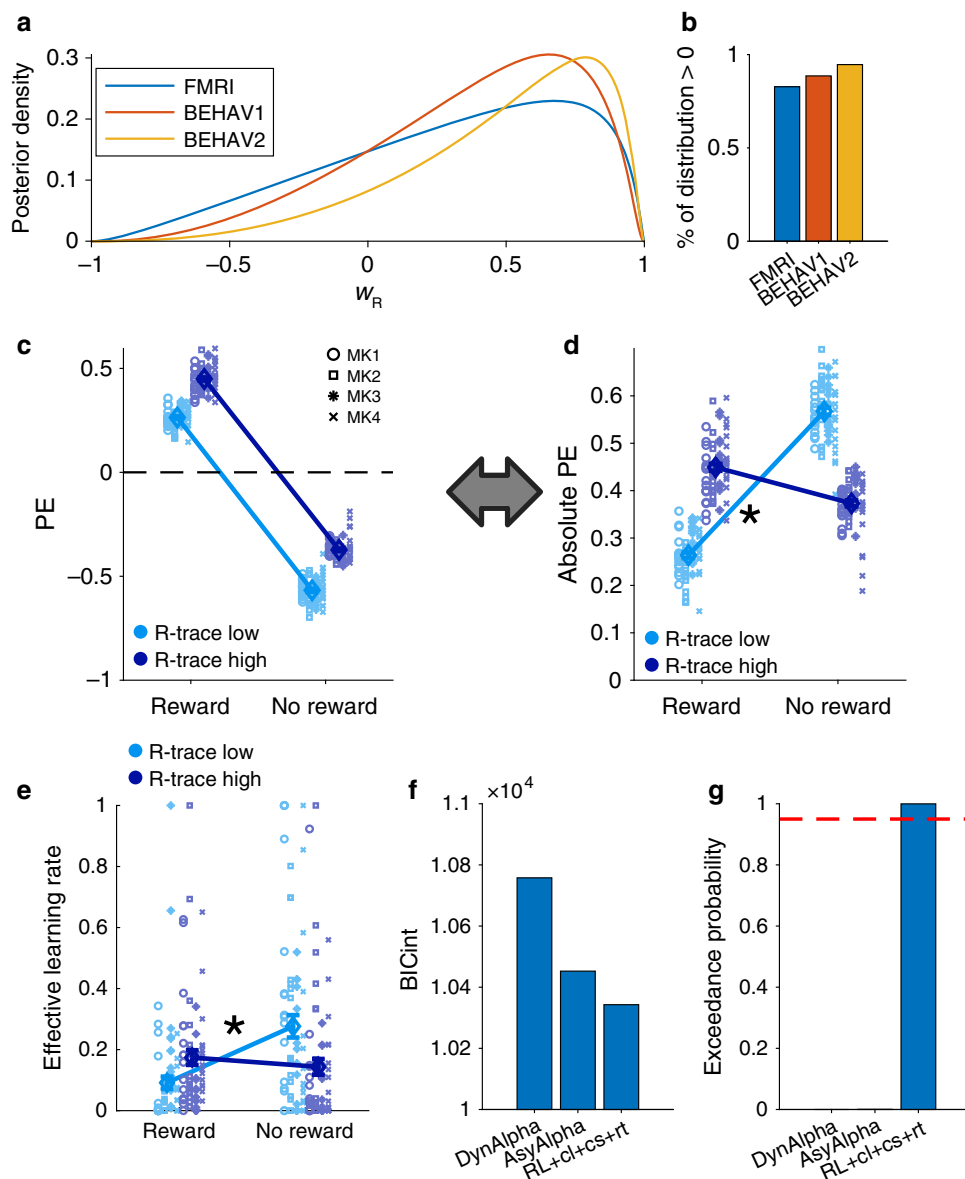 a
Posterior density
0.3
0.2
0.1
0
FMRI
BEHAV1
BEHAV2
–1
–0.5
0
0.5
1
wR
b
% of distribution > 0
1
0.5
0
FMRI
BEHAV1
BEHAV2
c
PE
0.5
0
–0.5
–1
MK1
MK2
MK3
MK4
R-trace low
R-trace high
Reward
No reward
d
Absolute PE
0.6
0.5
0.4
0.3
0.2
0.1
0
*
R-trace low
R-trace high
Reward
No reward
R-trace low
R-trace high
e
Effective learning rate
1
0.8
0.6
0.4
0.2
0
*
Reward
No reward
f
×10⁴
BICint
1.1
1.08
1.06
1.04
1.02
1
DynAlpha
AsyAlpha
RL+cl+cs+rt
g
Exceedance probability
1
0.8
0.6
0.4
0.2
0
DynAlpha
AsyAlpha
RL+cl+cs+rt